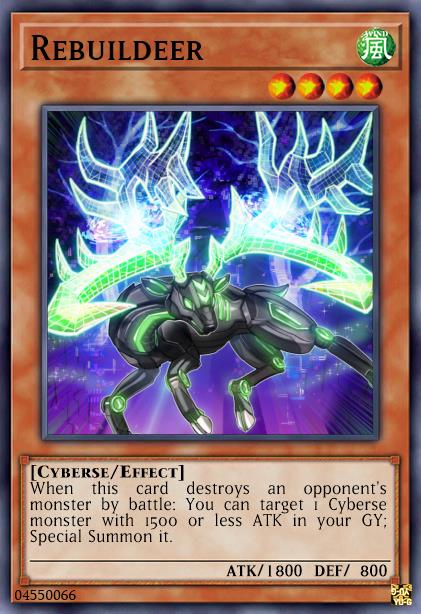 REBUILDEER
WIND
風
[CYBERSE/EFFECT]
When this card destroys an opponent's
monster by battle: You can target 1 Cyberse
monster with 1500 or less ATK in your GY;
Special Summon it.
ATK/1800 DEF/ 800
04550066